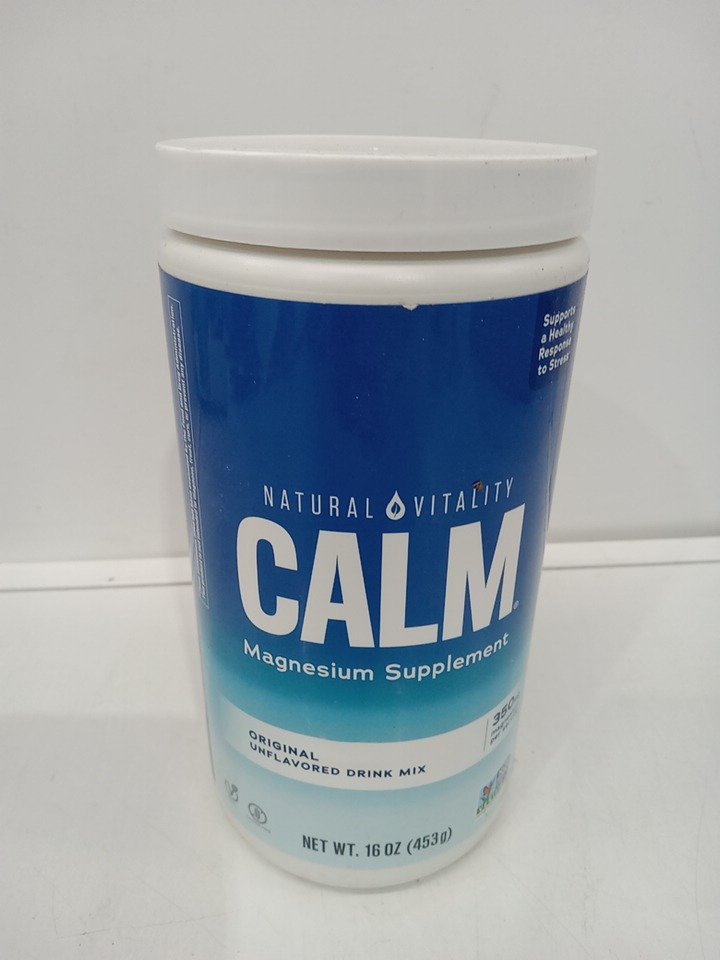 Supports
a Healthy
Response
to Stress
NATURAL VITALITY
CALM®
Magnesium Supplement
350
per
ORIGINAL
UNFLAVORED DRINK MIX
NET WT. 16 OZ (453g)